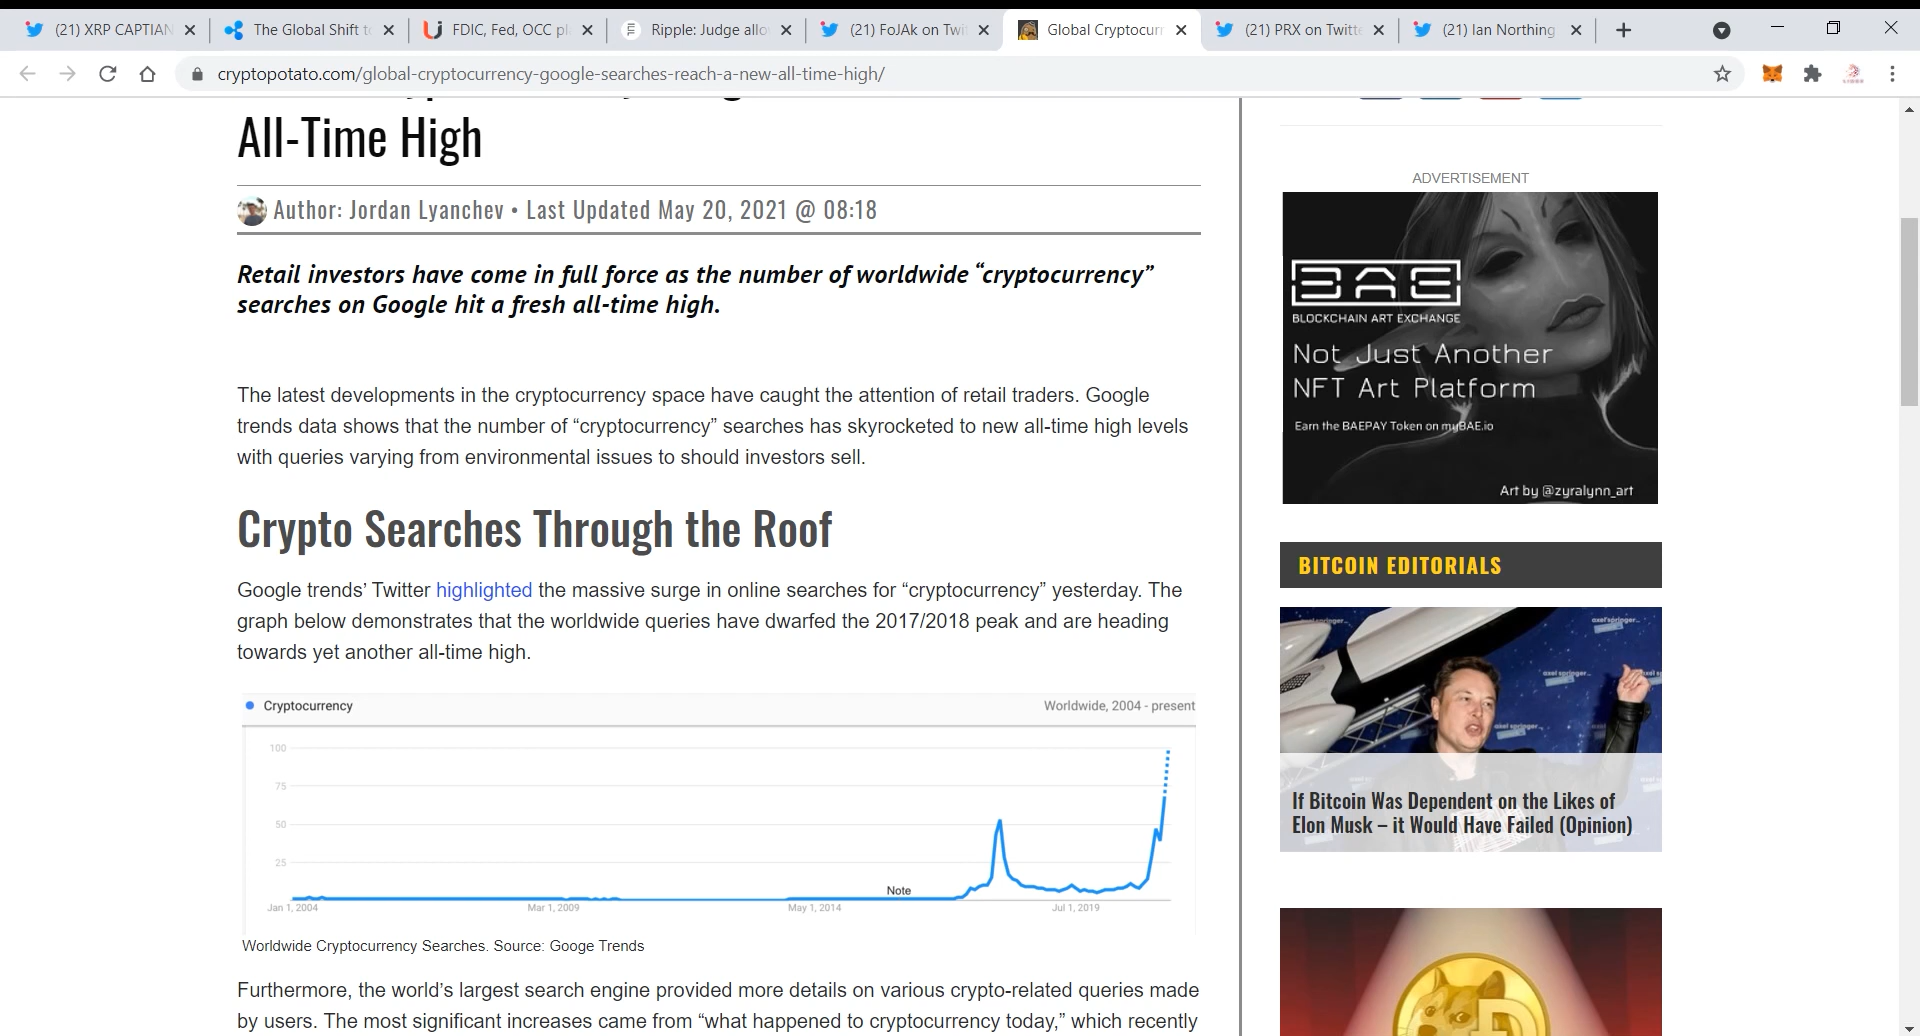 (21) XRP CAPTIAN
The Global Shift t
FDIC, Fed, OCC pl
Ripple: Judge allo
(21) FoJAk on Twi
Global Cryptocurr
(21) PRX on Twitte
(21) Ian Northing
cryptopotato.com/global-cryptocurrency-google-searches-reach-a-new-all-time-high/
All-Time High
Author: Jordan Lyanchev • Last Updated May 20, 2021 @ 08:18
Retail investors have come in full force as the number of worldwide “cryptocurrency”
searches on Google hit a fresh all-time high.
The latest developments in the cryptocurrency space have caught the attention of retail traders. Google
trends data shows that the number of “cryptocurrency” searches has skyrocketed to new all-time high levels
with queries varying from environmental issues to should investors sell.
Crypto Searches Through the Roof
Google trends’ Twitter highlighted the massive surge in online searches for “cryptocurrency” yesterday. The
graph below demonstrates that the worldwide queries have dwarfed the 2017/2018 peak and are heading
towards yet another all-time high.
Cryptocurrency
Worldwide, 2004 - present
100
75
50
25
Note
Jan 1, 2004
Mar 1, 2009
May 1, 2014
Jul 1, 2019
Worldwide Cryptocurrency Searches. Source: Googe Trends
Furthermore, the world’s largest search engine provided more details on various crypto-related queries made
by users. The most significant increases came from “what happened to cryptocurrency today,” which recently
ADVERTISEMENT
BAE
BLOCKCHAIN ART EXCHANGE
Not Just Another
NFT Art Platform
Earn the BAEPAY Token on myBAE.io
Art by @zyralynn_art
BITCOIN EDITORIALS
axel springer
axel springer
axel springer
If Bitcoin Was Dependent on the Likes of
Elon Musk – it Would Have Failed (Opinion)